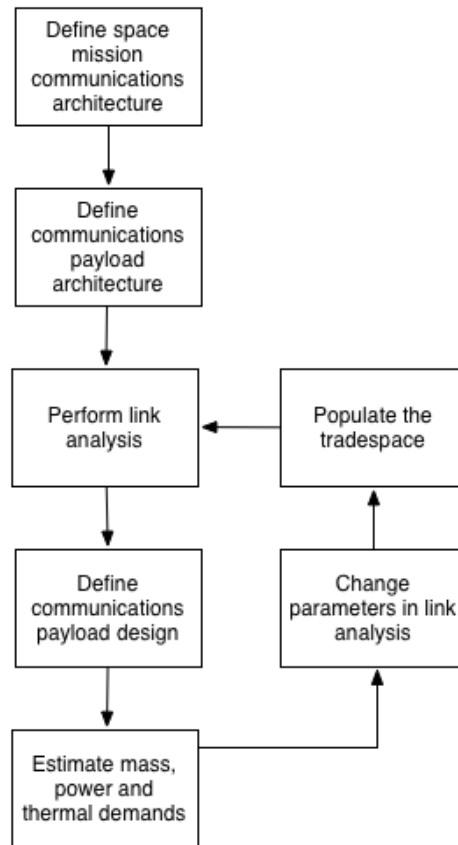 Define space
mission
communications
architecture
Define
communications
payload
architecture
Perform link
analysis
Populate the
tradespace
Define
communications
payload design
Change
parameters in link
analysis
Estimate mass,
power and
thermal demands